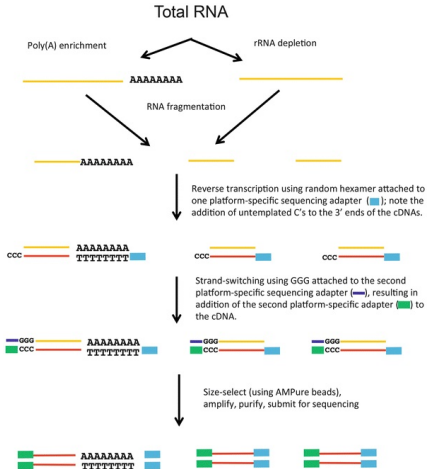 Total RNA
Poly(A) enrichment
rRNA depletion
AAAAAAAA
RNA fragmentation
AAAAAAAA
Reverse transcription using random hexamer attached to
one platform-specific sequencing adapter ( ); note the
addition of untemplated C's to the 3' ends of the cDNAs.
AAAAAAAA
CCC TTTTTTTT CCC CCC
Strand-switching using GGG attached to the second
platform-specific sequencing adapter ( ), resulting in
addition of the second platform-specific adapter ( ) to
the cDNA.
GGG AAAAAAAA GGG GGG
CCC TTTTTTTT CCC CCC
Size-select (using AMPure beads),
amplify, purify, submit for sequencing
AAAAAAAA
TTTTTTTT